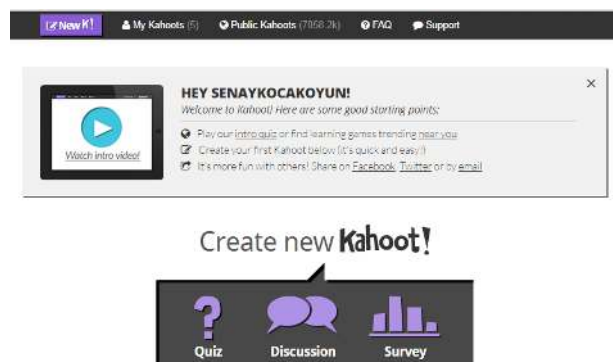 New K! My Kahoots (5) Public Kahoots (7058.2k) FAQ Support
HEY SENAYKOCAKOYUN!
Welcome to Kahoot! Here are some good starting points:
Play our intro quiz or find learning games trending near you
Create your first Kahoot below (it's quick and easy!)
It's more fun with others! Share on Facebook, Twitter or by email
Watch intro video!
Create new Kahoot!
Quiz Discussion Survey